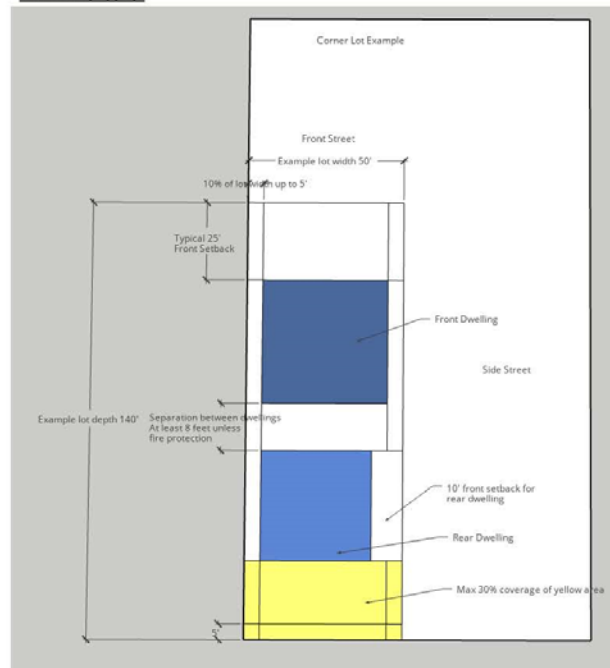 Corner Lot Example
Front Street
Example lot width 50'
10% of lot width up to 5'
Typical 25'
Front Setback
Front Dwelling
Side Street
Example lot depth 140'
Separation between dwellings
At least 8 feet unless
fire protection
10' front setback for
rear dwelling
Rear Dwelling
Max 30% coverage of yellow area
5'